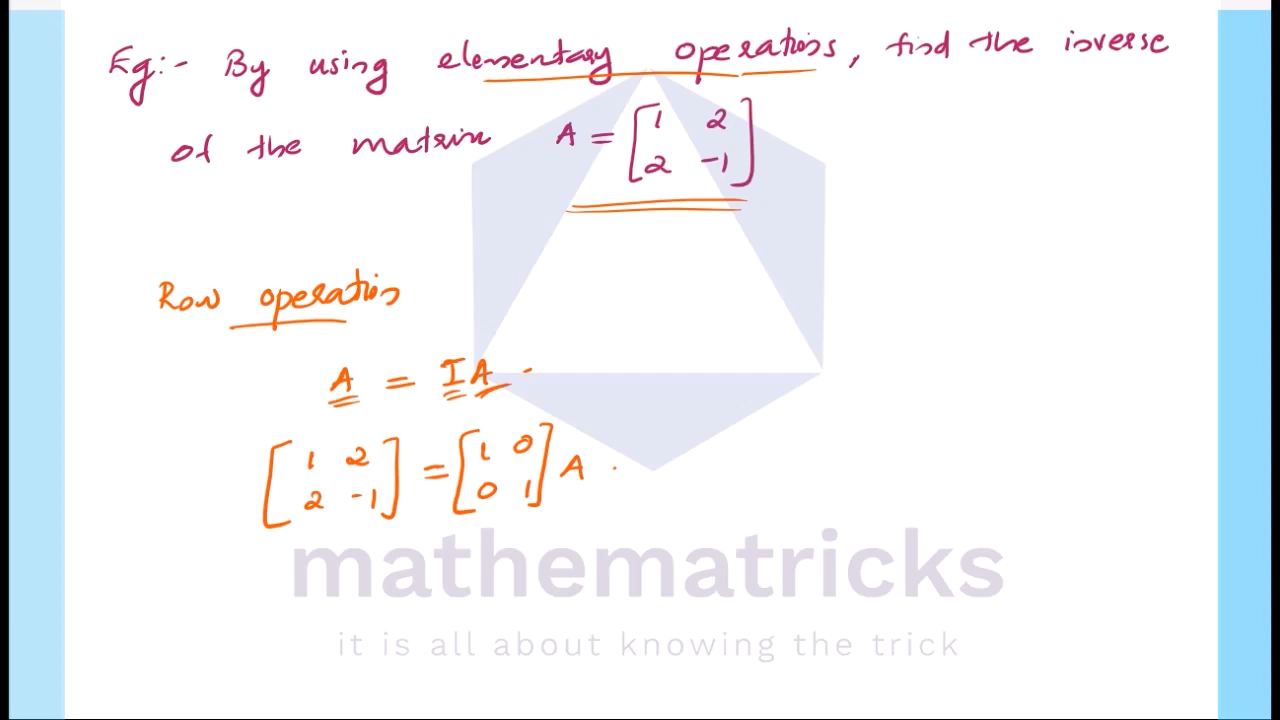 Eg:- By using elementary operations, find the inverse
of the matrix A = [1 2
2 -1]
Row operations
A = IA .
[1 2
2 -1] = [1 0
0 1] A .
mathematricks
it is all about knowing the trick